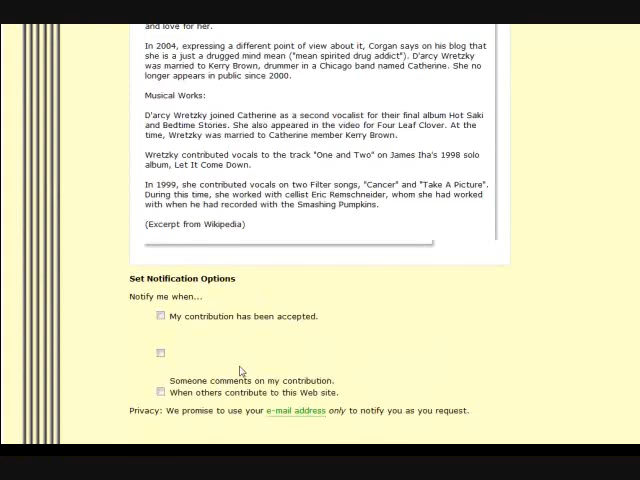 and love for her.
In 2004, expressing a different point of view about it, Corgan says on his blog that
she is a just a drugged mind mean ("mean spirited drug addict"). D'arcy Wretzky
was married to Kerry Brown, drummer in a Chicago band named Catherine. She no
longer appears in public since 2000.
Musical Works:
D'arcy Wretzky joined Catherine as a second vocalist for their final album Hot Saki
and Bedtime Stories. She also appeared in the video for Four Leaf Clover. At the
time, Wretzky was married to Catherine member Kerry Brown.
Wretzky contributed vocals to the track "One and Two" on James Iha's 1998 solo
album, Let It Come Down.
In 1999, she contributed vocals on two Filter songs, "Cancer" and "Take A Picture".
During this time, she worked with cellist Eric Remschneider, whom she had worked
with when he had recorded with the Smashing Pumpkins.
(Excerpt from Wikipedia)
Set Notification Options
Notify me when...
My contribution has been accepted.
Someone comments on my contribution.
When others contribute to this Web site.
Privacy: We promise to use your e-mail address only to notify you as you request.